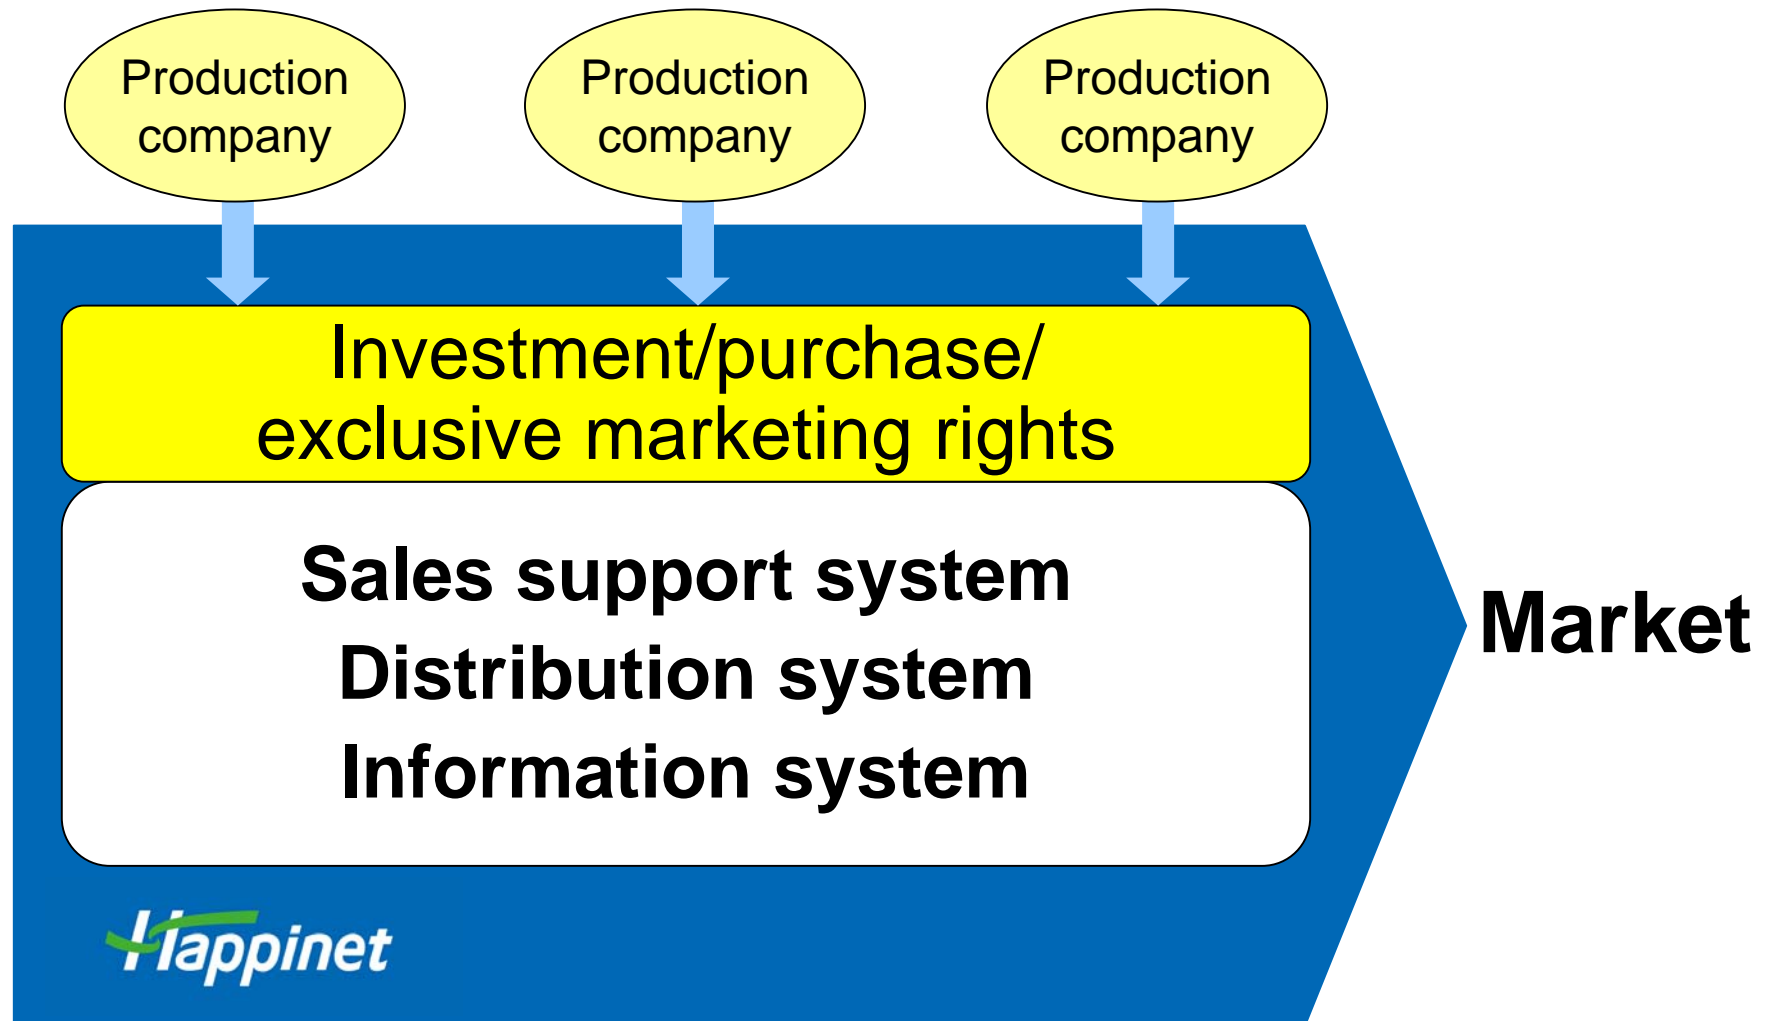 Production
company
Production
company
Production
company
Investment/purchase/
exclusive marketing rights
Sales support system
Distribution system
Information system
Market
Happinet